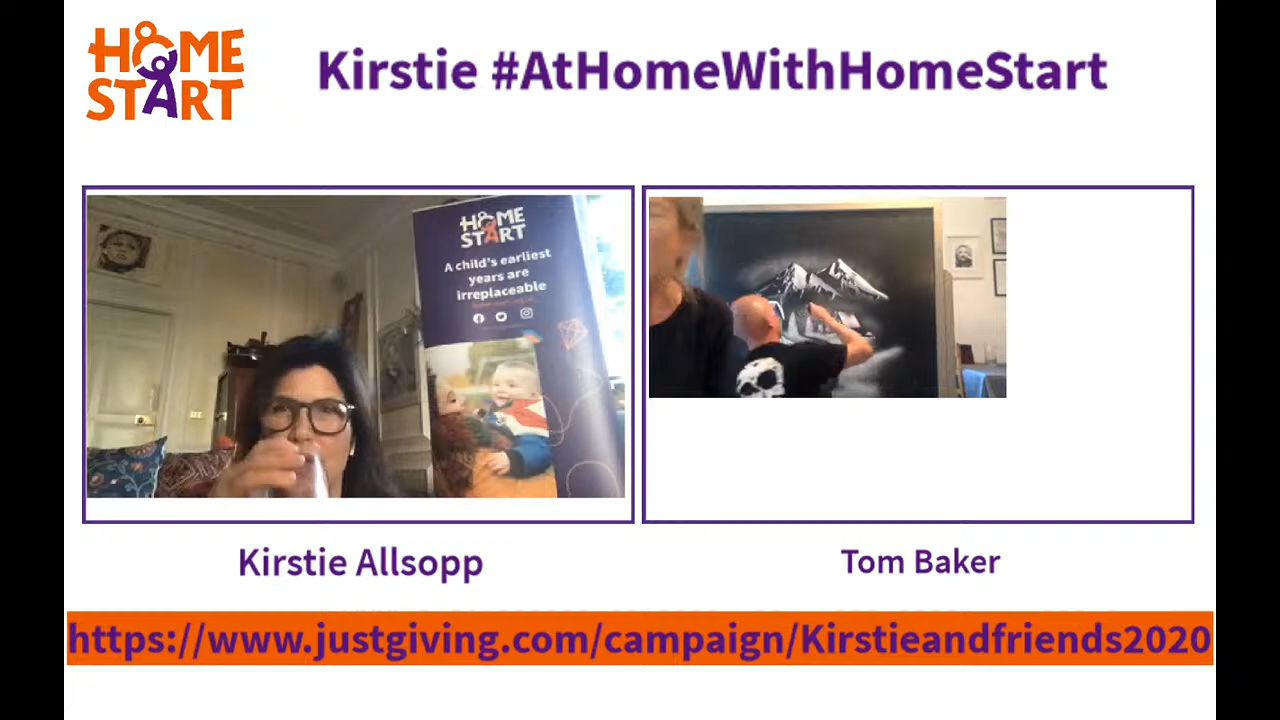 HOME
START
Kirstie #AtHomeWithHomeStart
HOME
START
A child's earliest
years are
irreplaceable
Kirstie Allsopp
Tom Baker
https://www.justgiving.com/campaign/Kirstieandfriends2020